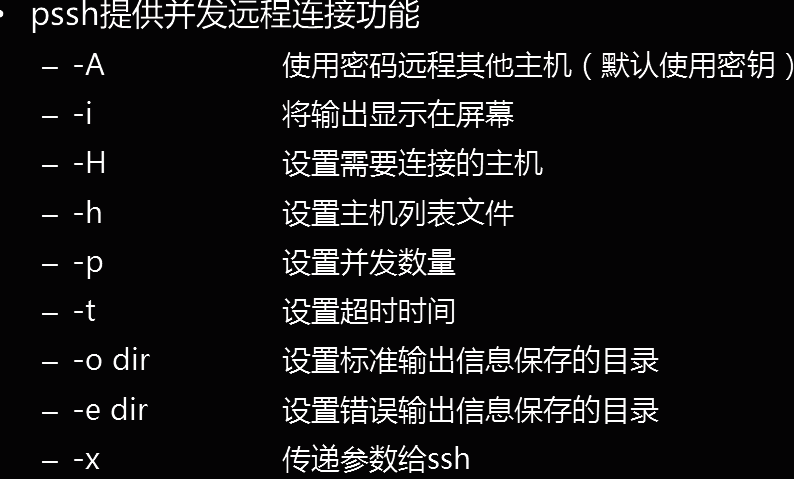 • pssh提供并发远程连接功能
– -A 使用密码远程其他主机（默认使用密钥）
– -i 将输出显示在屏幕
– -H 设置需要连接的主机
– -h 设置主机列表文件
– -p 设置并发数量
– -t 设置超时时间
– -o dir 设置标准输出信息保存的目录
– -e dir 设置错误输出信息保存的目录
– -x 传递参数给ssh